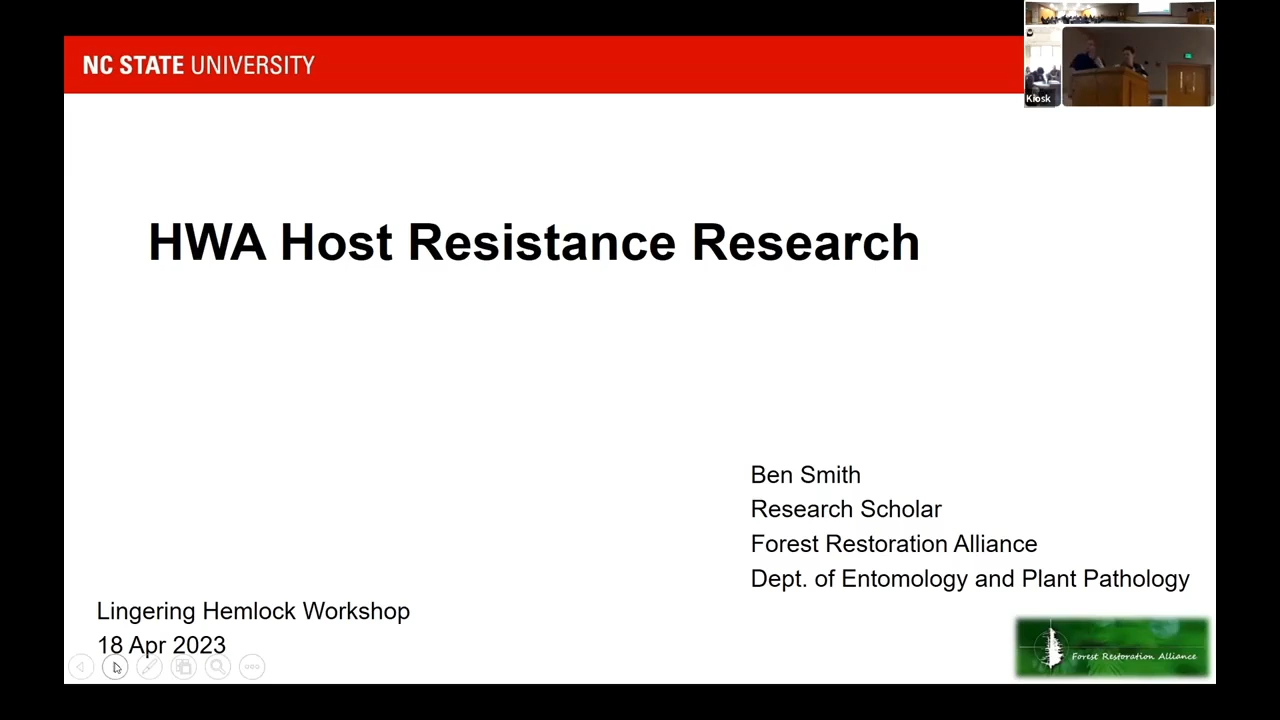 NC STATE UNIVERSITY
Kiosk
HWA Host Resistance Research
Ben Smith
Research Scholar
Forest Restoration Alliance
Dept. of Entomology and Plant Pathology
Lingering Hemlock Workshop
18 Apr 2023
Forest Restoration Alliance